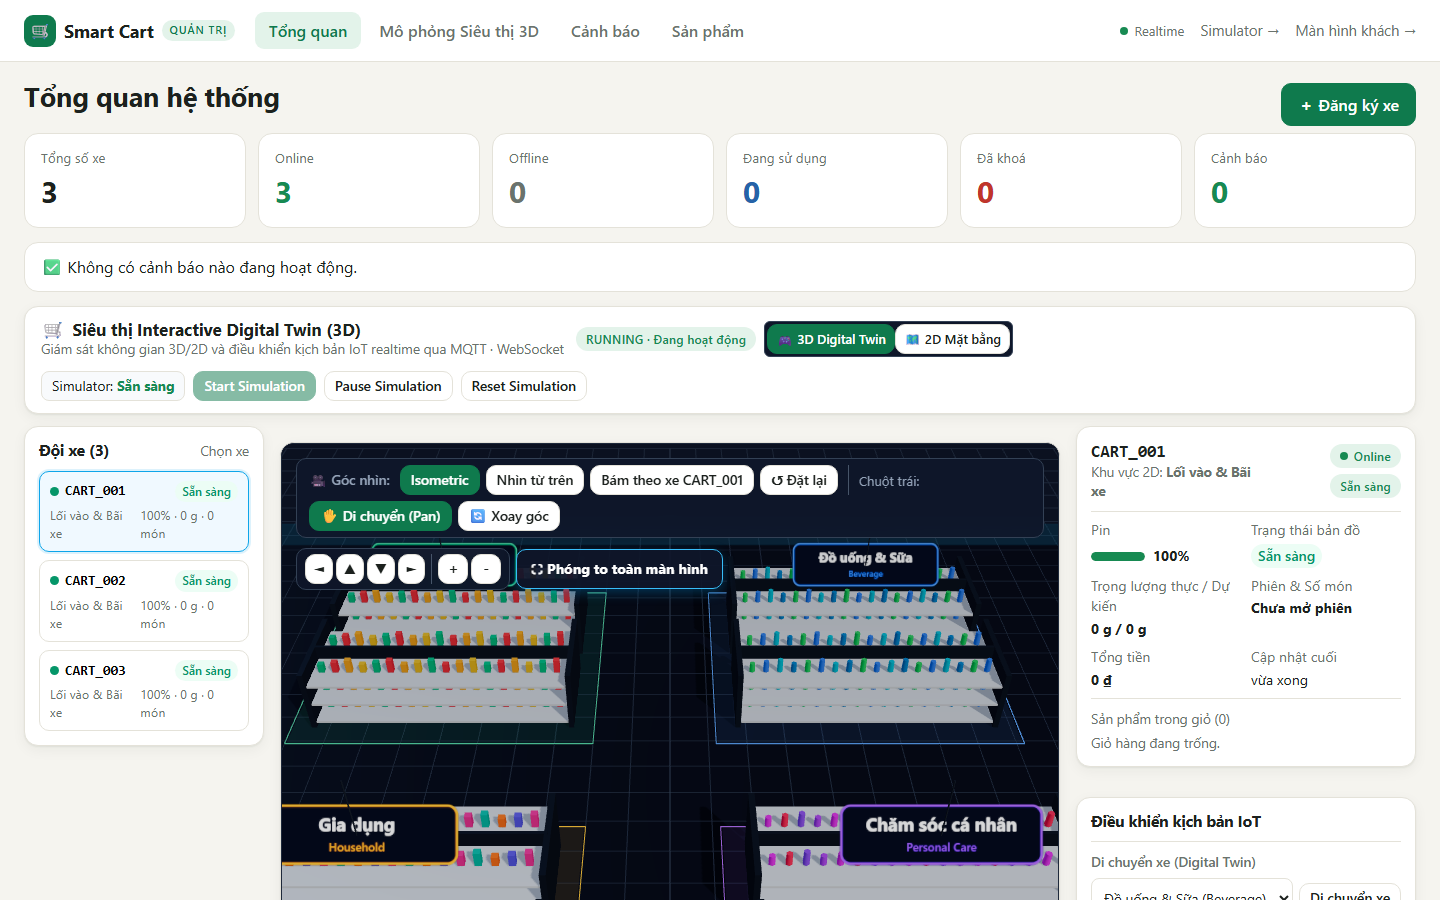 Smart Cart
QUẢN TRỊ
Tổng quan
Mô phỏng Siêu thị 3D
Cảnh báo
Sản phẩm
Realtime
Simulator →
Màn hình khách →
Tổng quan hệ thống
+ Đăng ký xe
Tổng số xe
3
Online
3
Offline
0
Đang sử dụng
0
Đã khoá
0
Cảnh báo
0
Không có cảnh báo nào đang hoạt động.
Siêu thị Interactive Digital Twin (3D)
Giám sát không gian 3D/2D và điều khiển kịch bản IoT realtime qua MQTT · WebSocket
RUNNING · Đang hoạt động
3D Digital Twin
2D Mặt bằng
Simulator: Sẵn sàng
Start Simulation
Pause Simulation
Reset Simulation
Đội xe (3)
Chọn xe
CART_001
Sẵn sàng
Lối vào & Bãi
xe
100% · 0 g · 0
món
CART_002
Sẵn sàng
Lối vào & Bãi
xe
100% · 0 g · 0
món
CART_003
Sẵn sàng
Lối vào & Bãi
xe
100% · 0 g · 0
món
Góc nhìn:
Isometric
Nhìn từ trên
Bám theo xe CART_001
↺ Đặt lại
Chuột trái:
Di chuyển (Pan)
Xoay góc
◄
▲
▼
►
+
-
Phóng to toàn màn hình
Đồ uống & Sữa
Beverage
Gia dụng
Household
Chăm sóc cá nhân
Personal Care
CART_001
Khu vực 2D: Lối vào & Bãi
xe
Online
Sẵn sàng
Pin
100%
Trạng thái bản đồ
Sẵn sàng
Trọng lượng thực / Dự
kiến
0 g / 0 g
Phiên & Số món
Chưa mở phiên
Tổng tiền
0 ₫
Cập nhật cuối
vừa xong
Sản phẩm trong giỏ (0)
Giỏ hàng đang trống.
Điều khiển kịch bản IoT
Di chuyển xe (Digital Twin)
Đồ uống & Sữa (Beverage)
Di chuyển xe